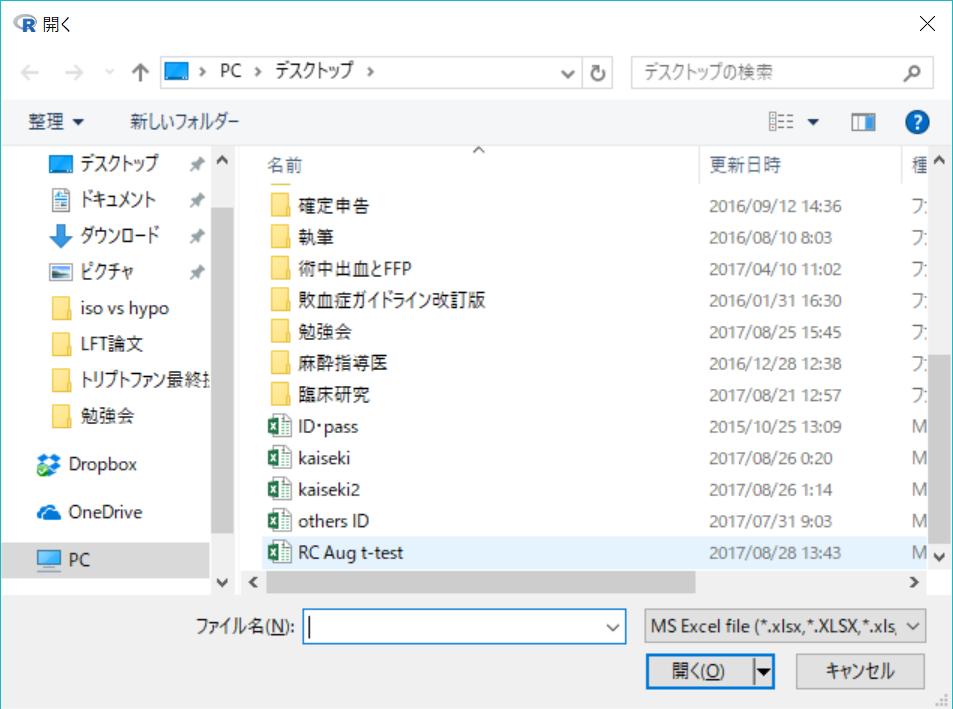 開く
PC › デスクトップ ›
デスクトップの検索
整理
新しいフォルダー
デスクトップ
ドキュメント
ダウンロード
ピクチャ
iso vs hypo
LFT論文
トリプトファン最終
勉強会
Dropbox
OneDrive
PC
名前 更新日時 種
確定申告 2016/09/12 14:36 フ
執筆 2016/08/10 8:03 フ
術中出血とFFP 2017/04/10 11:02 フ
敗血症ガイドライン改訂版 2016/01/31 16:30 フ
勉強会 2017/08/25 15:45 フ
麻酔指導医 2016/12/28 12:38 フ
臨床研究 2017/08/21 12:57 フ
ID・pass 2015/10/25 13:09 M
kaiseki 2017/08/26 0:20 M
kaiseki2 2017/08/26 1:14 M
others ID 2017/07/31 9:03 M
RC Aug t-test 2017/08/28 13:43 M
ファイル名(N):
MS Excel file (*.xlsx,*.XLSX,*.xls,
開く(O)
キャンセル